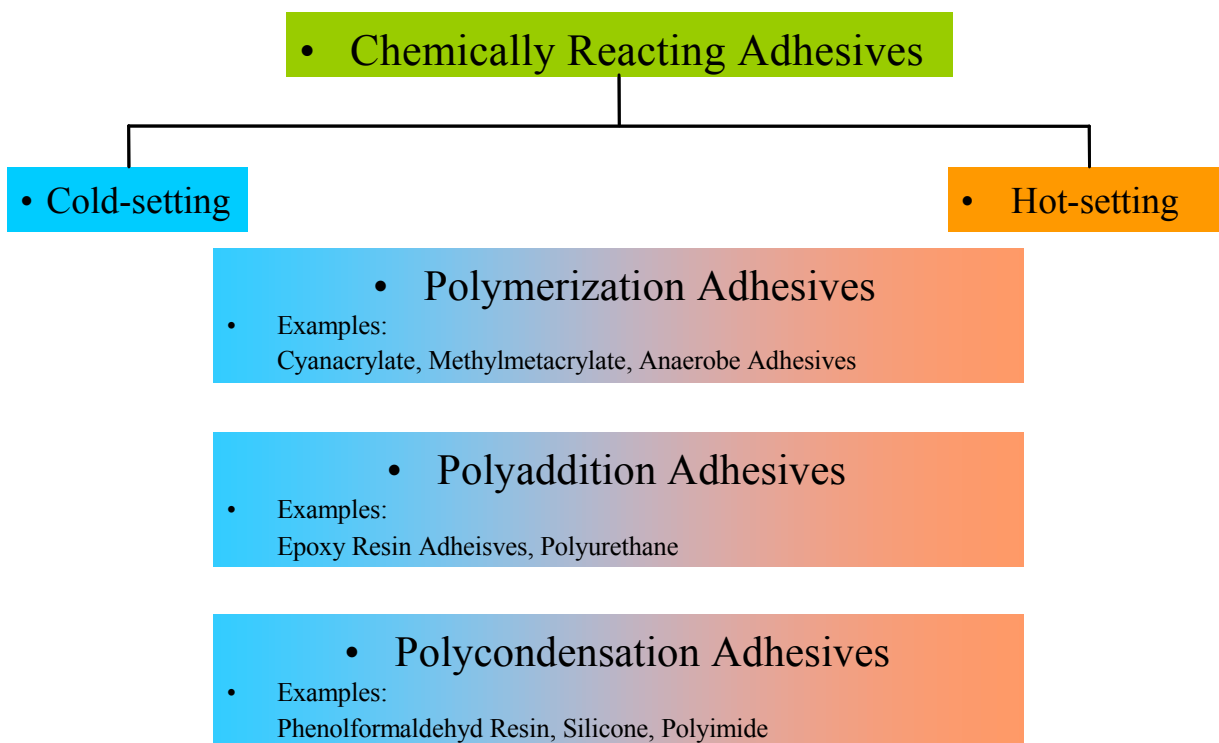 • Chemically Reacting Adhesives
• Cold-setting
• Hot-setting
• Polymerization Adhesives
• Examples:
Cyanacrylate, Methylmetacrylate, Anaerobe Adhesives
• Polyaddition Adhesives
• Examples:
Epoxy Resin Adheisves, Polyurethane
• Polycondensation Adhesives
• Examples:
Phenolformaldehyd Resin, Silicone, Polyimide